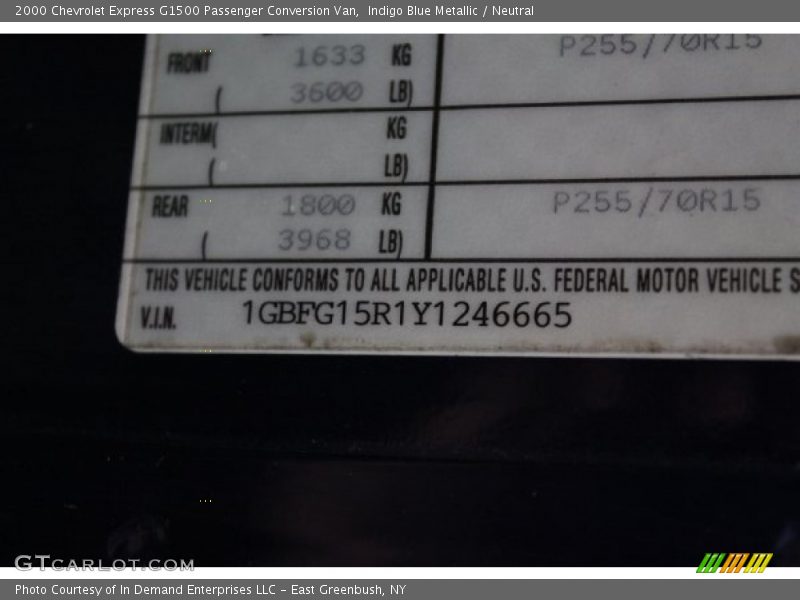 2000 Chevrolet Express G1500 Passenger Conversion Van, Indigo Blue Metallic / Neutral
FRONT 1633 KG P255/70R15
( 3600 LB)
INTERM( KG
( LB)
REAR 1800 KG P255/70R15
( 3968 LB)
THIS VEHICLE CONFORMS TO ALL APPLICABLE U.S. FEDERAL MOTOR VEHICLE S
V.I.N. 1GBFG15R1Y1246665
GTCARLOT.COM
Photo Courtesy of In Demand Enterprises LLC - East Greenbush, NY